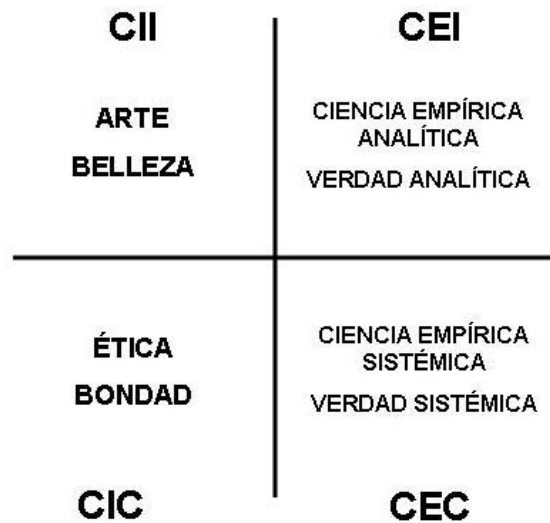 CII
CEI
ARTE
BELLEZA
CIENCIA EMPÍRICA
ANALÍTICA
VERDAD ANALÍTICA
ÉTICA
BONDAD
CIENCIA EMPÍRICA
SISTÉMICA
VERDAD SISTÉMICA
CIC
CEC